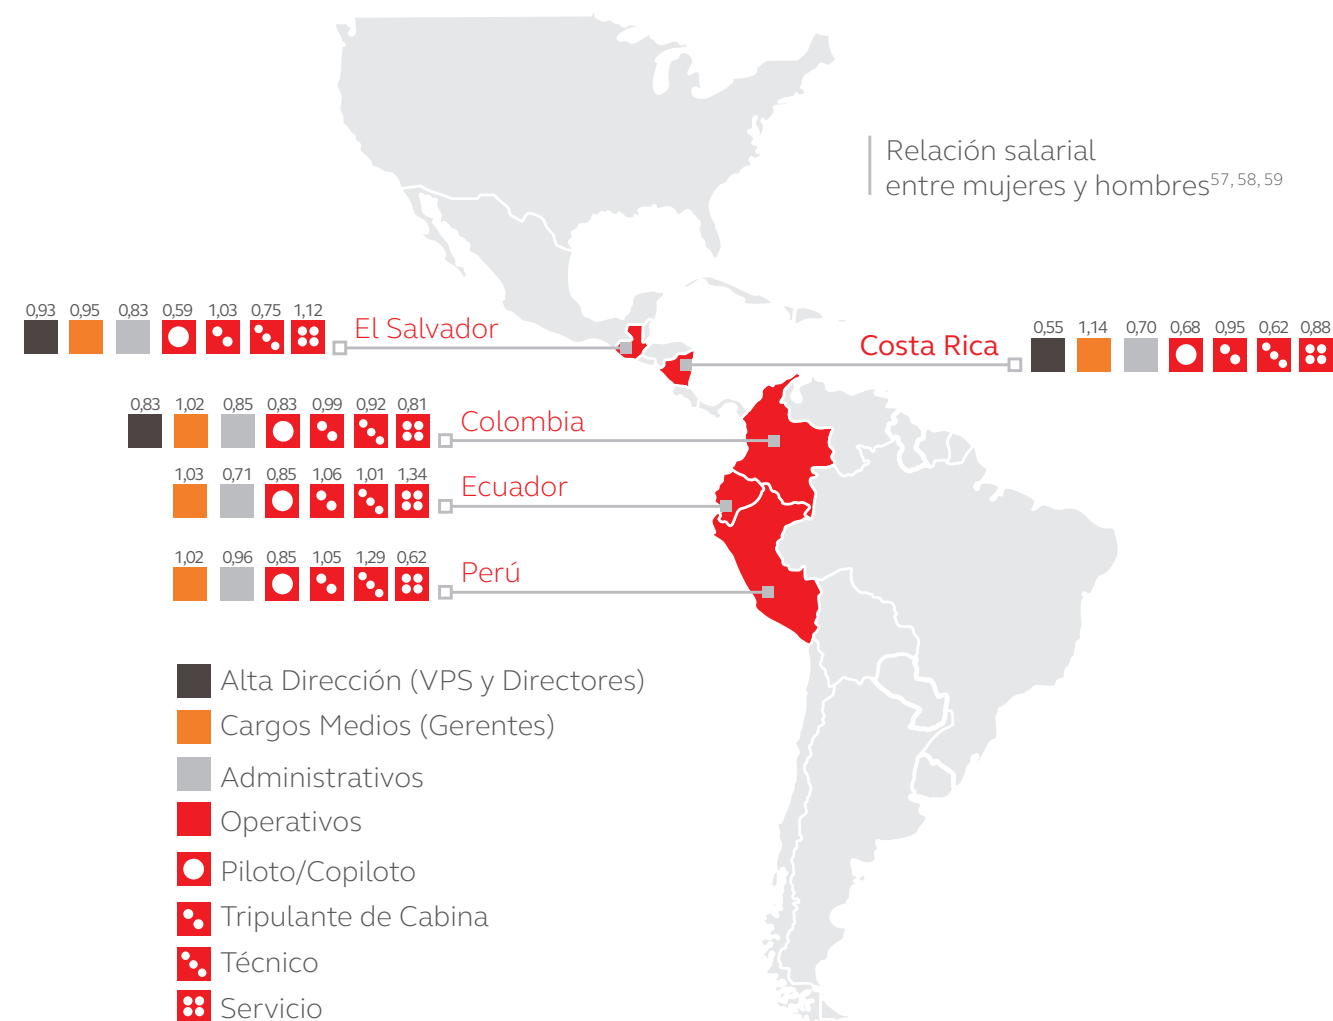 Relación salarial
entre mujeres y hombres57, 58, 59
0,93 0,95 0,83 0,59 1,03 0,75 1,12
El Salvador
0,55 1,14 0,70 0,68 0,95 0,62 0,88
Costa Rica
0,83 1,02 0,85 0,83 0,99 0,92 0,81
Colombia
1,03 0,71 0,85 1,06 1,01 1,34
Ecuador
1,02 0,96 0,85 1,05 1,29 0,62
Perú
Alta Dirección (VPS y Directores)
Cargos Medios (Gerentes)
Administrativos
Operativos
Piloto/Copiloto
Tripulante de Cabina
Técnico
Servicio